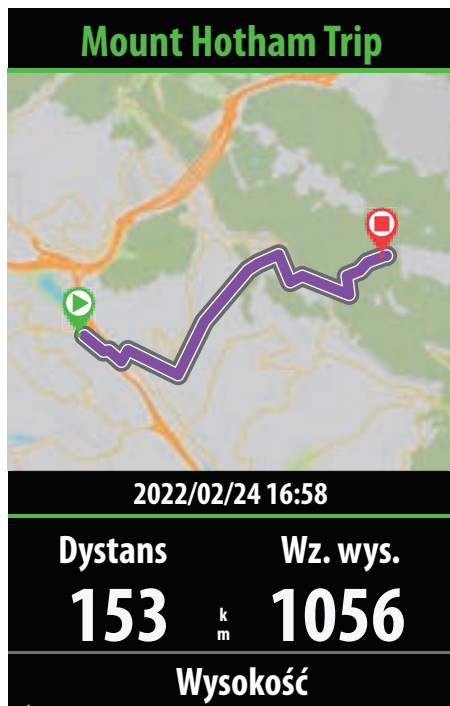 Mount Hotham Trip
2022/02/24 16:58
Dystans Wz. wys.
153 km 1056
Wysokość